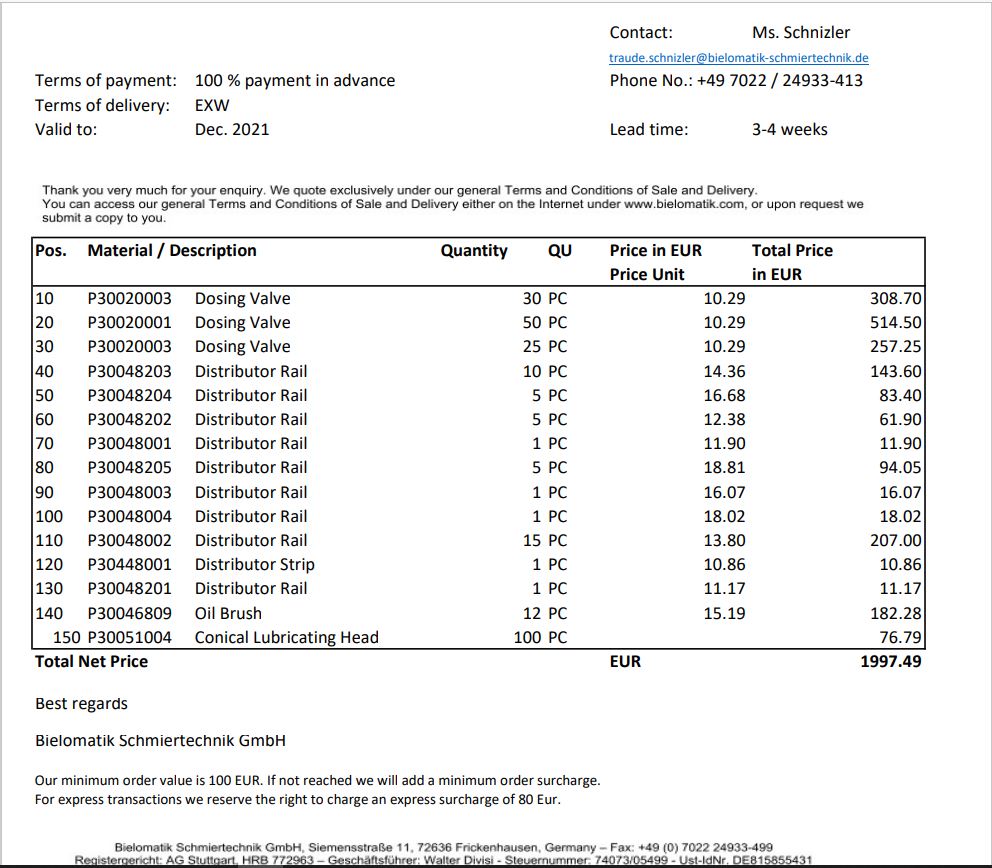 Contact: Ms. Schnizler
traude.schnizler@bielomatik-schmiertechnik.de
Terms of payment: 100 % payment in advance Phone No.: +49 7022 / 24933-413
Terms of delivery: EXW
Valid to: Dec. 2021 Lead time: 3-4 weeks
Thank you very much for your enquiry. We quote exclusively under our general Terms and Conditions of Sale and Delivery.
You can access our general Terms and Conditions of Sale and Delivery either on the Internet under www.bielomatik.com, or upon request we
submit a copy to you.
Pos. Material / Description Quantity QU Price in EUR Total Price
Price Unit in EUR
10 P30020003 Dosing Valve 30 PC 10.29 308.70
20 P30020001 Dosing Valve 50 PC 10.29 514.50
30 P30020003 Dosing Valve 25 PC 10.29 257.25
40 P30048203 Distributor Rail 10 PC 14.36 143.60
50 P30048204 Distributor Rail 5 PC 16.68 83.40
60 P30048202 Distributor Rail 5 PC 12.38 61.90
70 P30048001 Distributor Rail 1 PC 11.90 11.90
80 P30048205 Distributor Rail 5 PC 18.81 94.05
90 P30048003 Distributor Rail 1 PC 16.07 16.07
100 P30048004 Distributor Rail 1 PC 18.02 18.02
110 P30048002 Distributor Rail 15 PC 13.80 207.00
120 P30448001 Distributor Strip 1 PC 10.86 10.86
130 P30048201 Distributor Rail 1 PC 11.17 11.17
140 P30046809 Oil Brush 12 PC 15.19 182.28
150 P30051004 Conical Lubricating Head 100 PC 76.79
Total Net Price EUR 1997.49
Best regards
Bielomatik Schmiertechnik GmbH
Our minimum order value is 100 EUR. If not reached we will add a minimum order surcharge.
For express transactions we reserve the right to charge an express surcharge of 80 Eur.
Bielomatik Schmiertechnik GmbH, Siemensstraße 11, 72636 Frickenhausen, Germany – Fax: +49 (0) 7022 24933-499
Registergericht: AG Stuttgart, HRB 772963 – Geschäftsführer: Walter Divisi - Steuernummer: 74073/05499 - Ust-IdNr. DE815855431